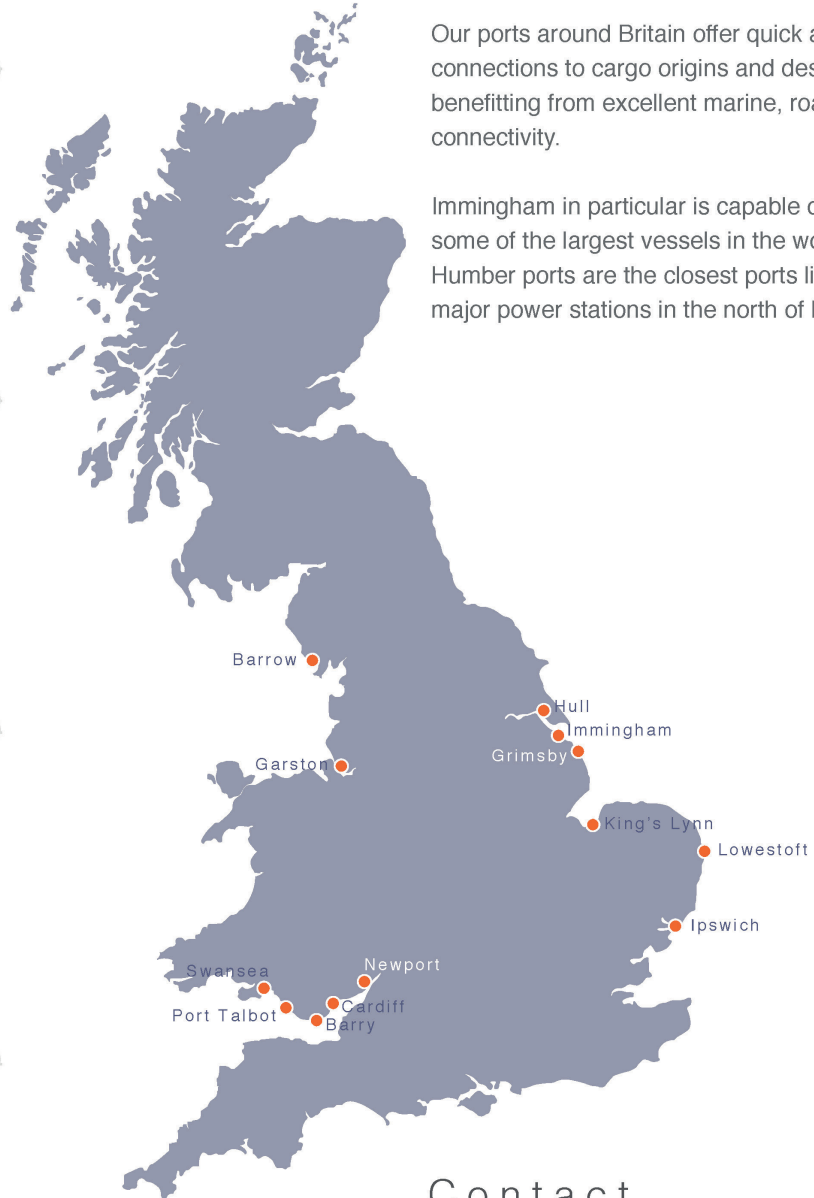 Our ports around Britain offer quick a
connections to cargo origins and des
benefitting from excellent marine, roa
connectivity.
Immingham in particular is capable o
some of the largest vessels in the wo
Humber ports are the closest ports li
major power stations in the north of
Barrow
Hull
Immingham
Grimsby
Garston
King's Lynn
Lowestoft
Ipswich
Newport
Swansea
Cardiff
Port Talbot
Barry
Contact